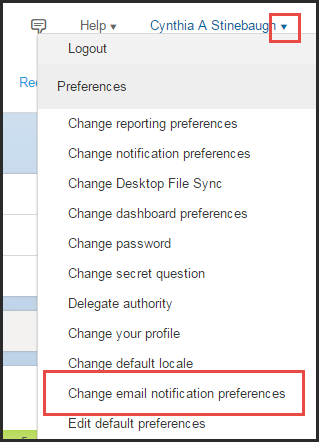 Help Cynthia A Stinebaugh
Logout
Preferences
Change reporting preferences
Change notification preferences
Change Desktop File Sync
Change dashboard preferences
Change password
Change secret question
Delegate authority
Change your profile
Change default locale
Change email notification preferences
Edit default preferences